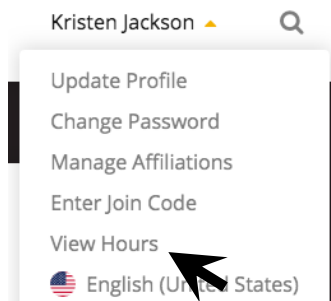 Kristen Jackson
Update Profile
Change Password
Manage Affiliations
Enter Join Code
View Hours
English (United States)